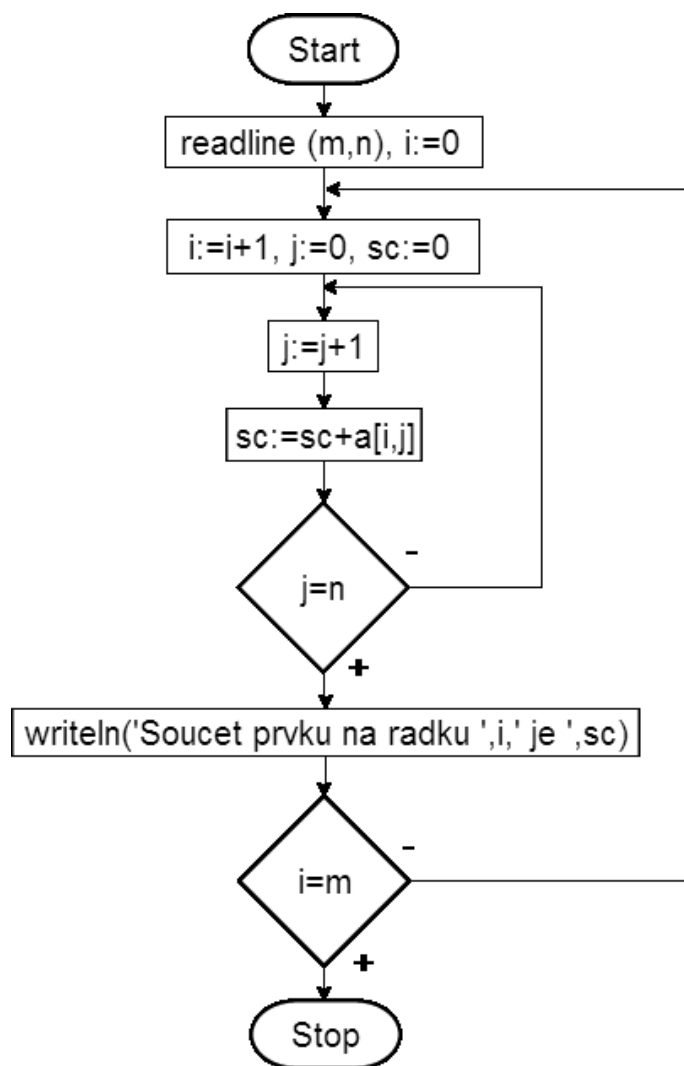 Start
readline (m,n), i:=0
i:=i+1, j:=0, sc:=0
j:=j+1
sc:=sc+a[i,j]
-
j=n
+
writeln('Soucet prvku na radku ',i,' je ',sc)
-
i=m
+
Stop